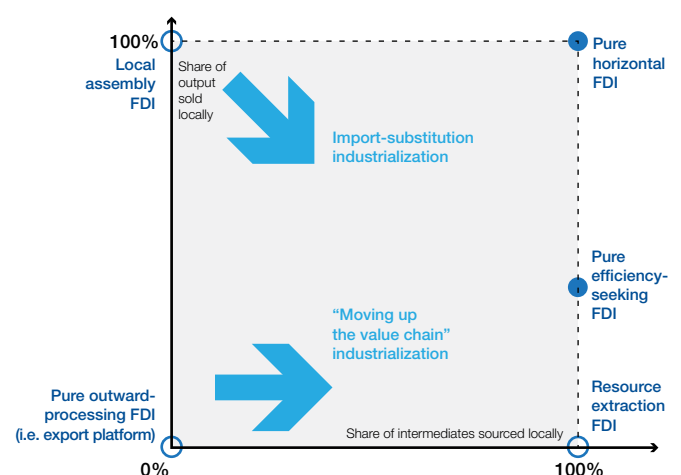 100%
Local
assembly
FDI
Share of
output
sold
locally
Pure
horizontal
FDI
Import-substitution
industrialization
Pure
efficiency-
seeking
FDI
“Moving up
the value chain”
industrialization
Pure outward-
processing FDI
(i.e. export platform)
Resource
extraction
FDI
Share of intermediates sourced locally
0%
100%